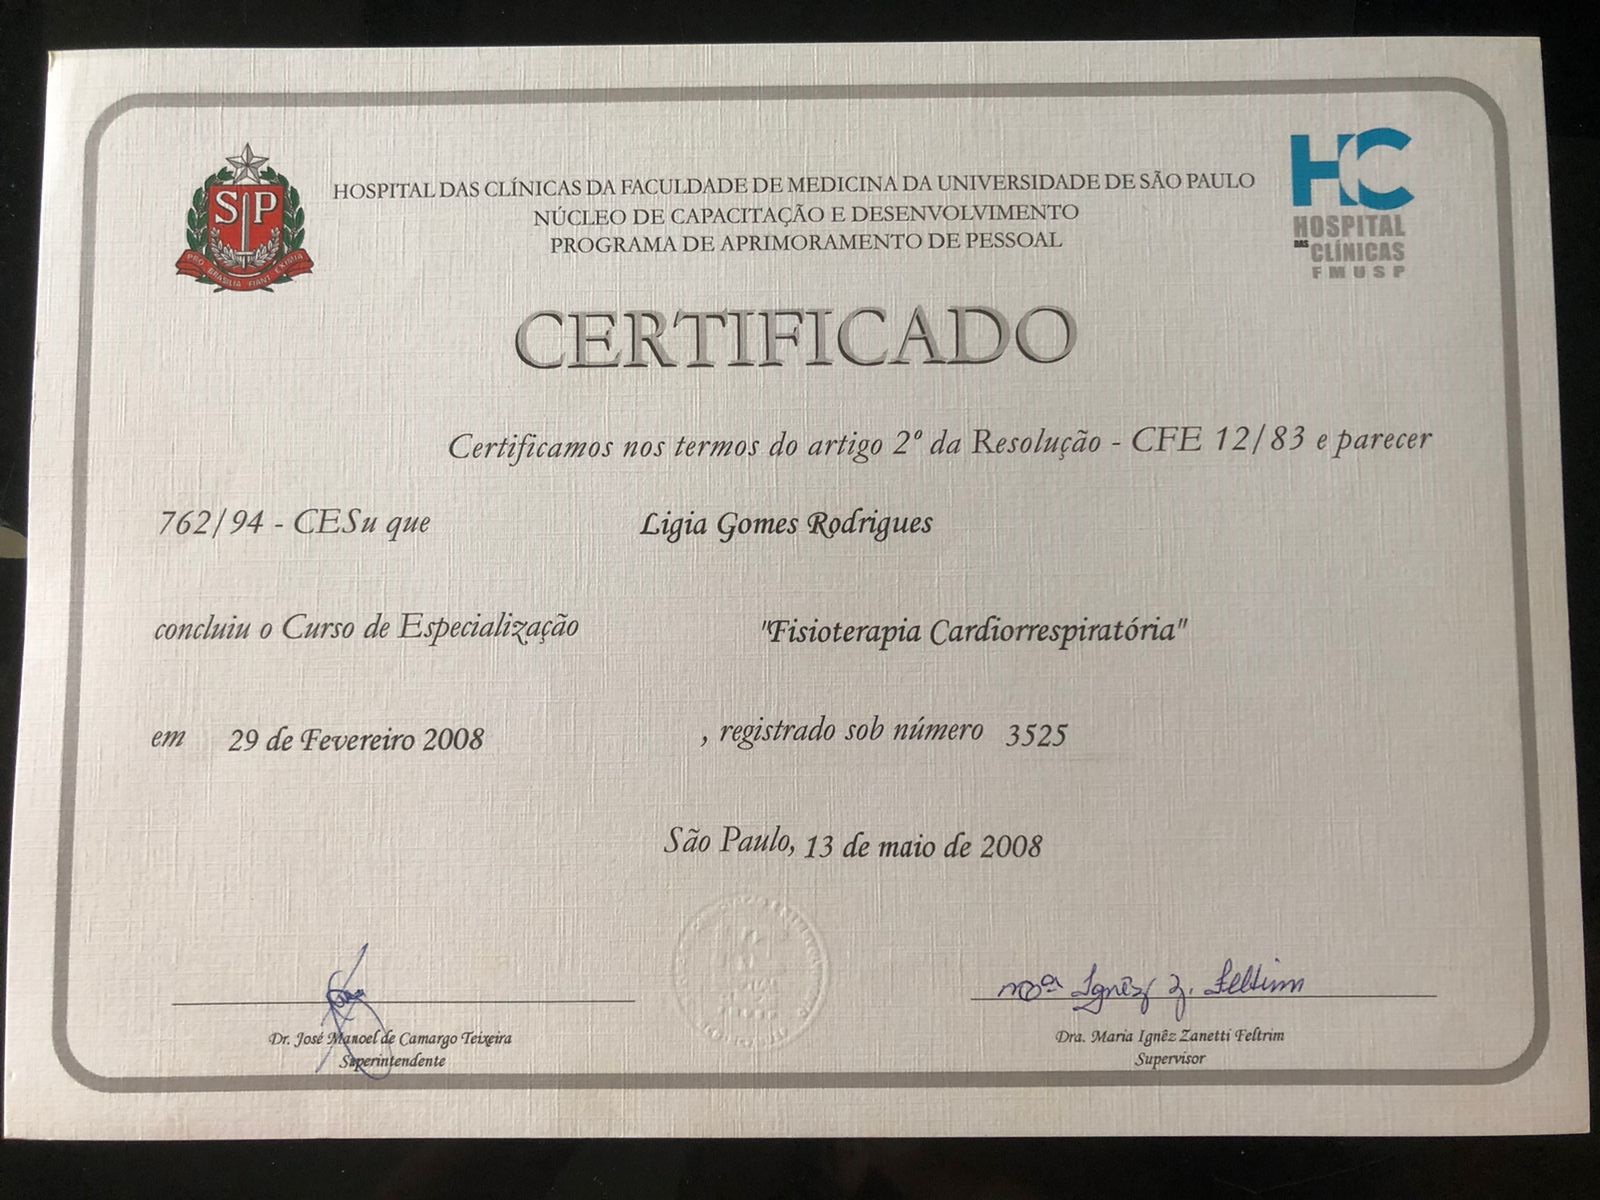 SP
PRO BRASILIA FIANT EXIMIA
HOSPITAL DAS CLÍNICAS DA FACULDADE DE MEDICINA DA UNIVERSIDADE DE SÃO PAULO
NÚCLEO DE CAPACITAÇÃO E DESENVOLVIMENTO
PROGRAMA DE APRIMORAMENTO DE PESSOAL
HC
HOSPITAL
DAS CLÍNICAS
FMUSP
CERTIFICADO
Certificamos nos termos do artigo 2º da Resolução - CFE 12/83 e parecer
762/94 - CESu que Ligia Gomes Rodrigues
concluiu o Curso de Especialização "Fisioterapia Cardiorrespiratória"
em 29 de Fevereiro 2008 , registrado sob número 3525
São Paulo, 13 de maio de 2008
Mª Ignêz Z. Feltrim
Dr. José Manoel de Camargo Teixeira
Superintendente
Dra. Maria Ignêz Zanetti Feltrim
Supervisor